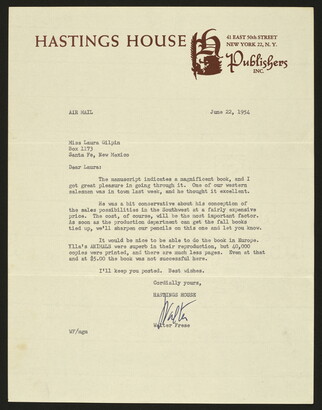 HASTINGS HOUSE
41 EAST 50th STREET
NEW YORK 22, N. Y.
Publishers
INC.
AIR MAIL
June 22, 1954
Miss Laura Gilpin
Box 1173
Santa Fe, New Mexico
Dear Laura:
The manuscript indicates a magnificent book, and I
got great pleasure in going through it. One of our western
salesmen was in town last week, and he thought it excellent.
He was a bit conservative about his conception of
the sales possibilities in the Southwest at a fairly expensive
price. The cost, of course, will be the most important factor.
As soon as the production department can get the fall books
tied up, we'll sharpen our pencils on this one and let you know.
It would be nice to be able to do the book in Europe.
Ylla's ANIMALS were superb in their reproduction, but 40,000
copies were printed, and there are much less pages. Even at that
and at $5.00 the book was not successful here.
I'll keep you posted. Best wishes.
Cordially yours,
HASTINGS HOUSE
Walter
Walter Frese
WF/mgm